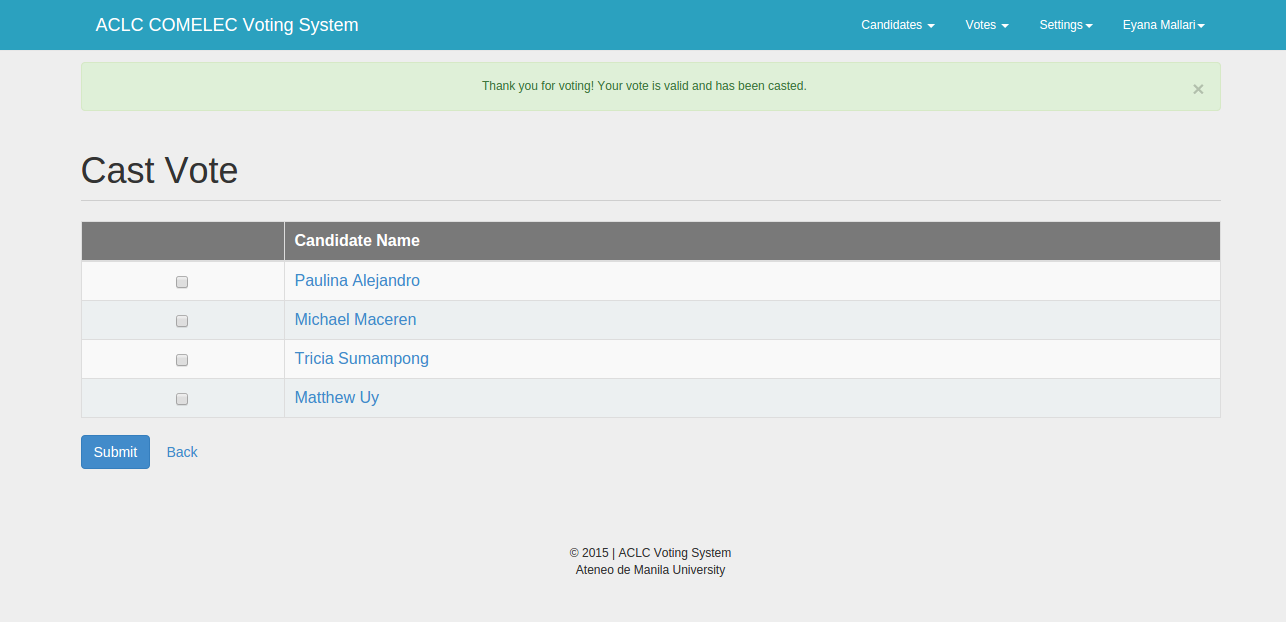 ACLC COMELEC Voting System
Candidates
Votes
Settings
Eyana Mallari
Thank you for voting! Your vote is valid and has been casted.
×
Cast Vote
Candidate Name
Paulina Alejandro
Michael Maceren
Tricia Sumampong
Matthew Uy
Submit
Back
© 2015 | ACLC Voting System
Ateneo de Manila University